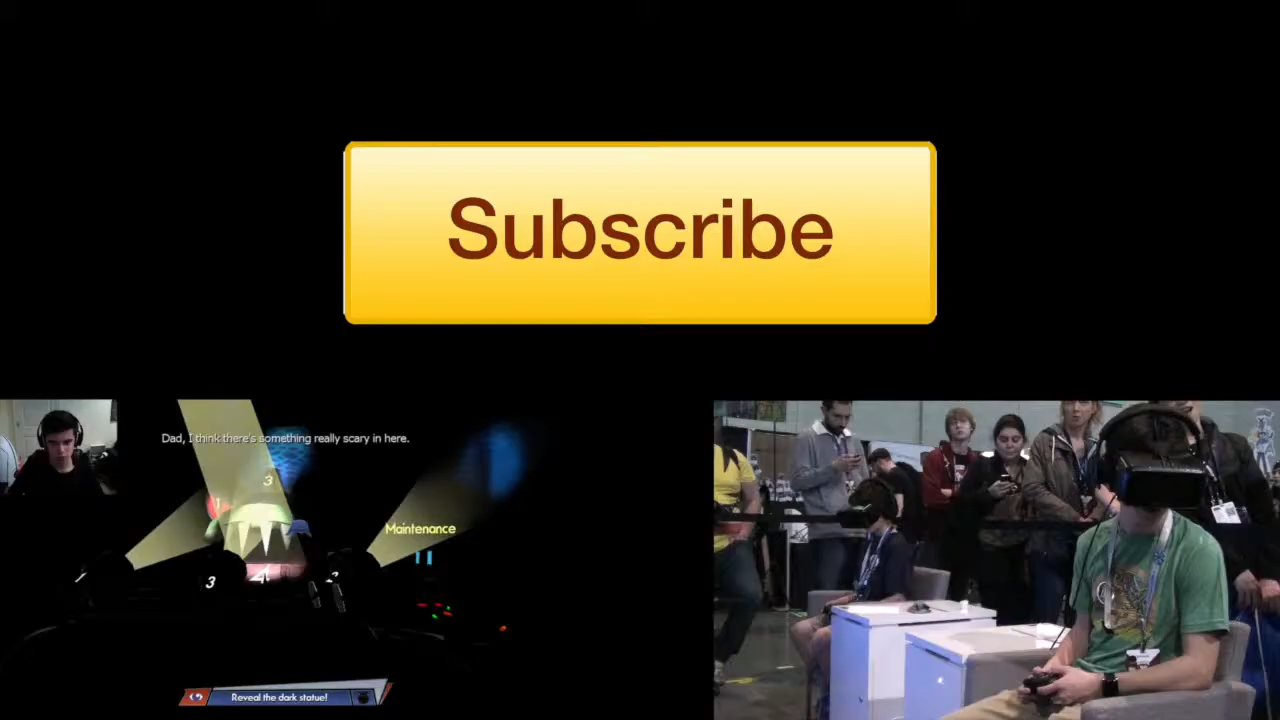 Subscribe
Dad, I think there's something really scary in here.
3
Maintenance
3
4
Reveal the dark statue!